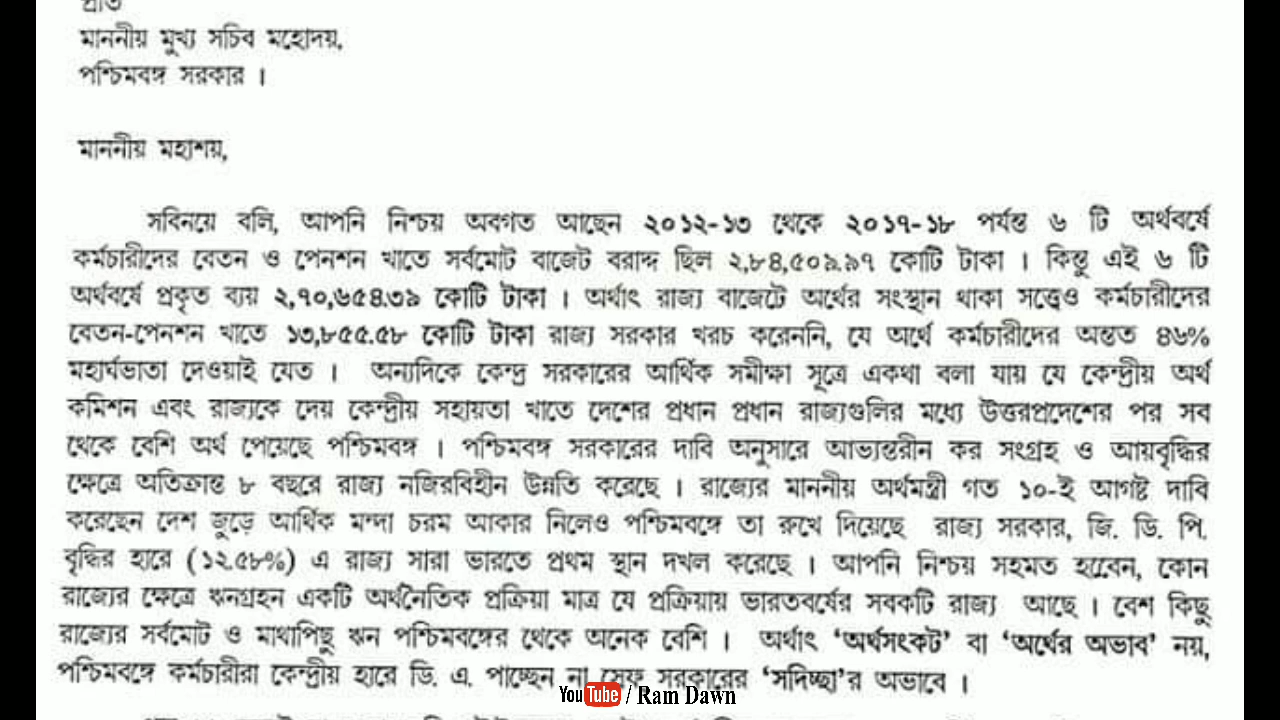 প্রতি
মাননীয় মুখ্য সচিব মহোদয়,
পশ্চিমবঙ্গ সরকার ।
মাননীয় মহাশয়,
সবিনয়ে বলি, আপনি নিশ্চয় অবগত আছেন ২০১২-১৩ থেকে ২০১৭-১৮ পর্যন্ত ৬ টি অর্থবর্ষে
কর্মচারীদের বেতন ও পেনশন খাতে সর্বমোট বাজেট বরাদ্দ ছিল ২,৮৪,৫০৯.৯৭ কোটি টাকা । কিন্তু এই ৬ টি
অর্থবর্ষে প্রকৃত ব্যয় ২,৭০,৬৫৪.৩৯ কোটি টাকা । অর্থাৎ রাজ্য বাজেটে অর্থের সংস্থান থাকা সত্ত্বেও কর্মচারীদের
বেতন-পেনশন খাতে ১৩,৮৫৫.৫৮ কোটি টাকা রাজ্য সরকার খরচ করেননি, যে অর্থে কর্মচারীদের অন্তত ৪৬%
মহার্ঘভাতা দেওয়াই যেত । অন্যদিকে কেন্দ্র সরকারের আর্থিক সমীক্ষা সূত্রে একথা বলা যায় যে কেন্দ্রীয় অর্থ
কমিশন এবং রাজ্যকে দেয় কেন্দ্রীয় সহায়তা খাতে দেশের প্রধান প্রধান রাজ্যগুলির মধ্যে উত্তরপ্রদেশের পর সব
থেকে বেশি অর্থ পেয়েছে পশ্চিমবঙ্গ । পশ্চিমবঙ্গ সরকারের দাবি অনুসারে আভ্যন্তরীন কর সংগ্রহ ও আয়বৃদ্ধির
ক্ষেত্রে অতিক্রান্ত ৮ বছরে রাজ্য নজিরবিহীন উন্নতি করেছে । রাজ্যের মাননীয় অর্থমন্ত্রী গত ১০-ই আগষ্ট দাবি
করেছেন দেশ জুড়ে আর্থিক মন্দা চরম আকার নিলেও পশ্চিমবঙ্গে তা রুখে দিয়েছে রাজ্য সরকার, জি. ডি. পি.
বৃদ্ধির হারে (১২.৫৮%) এ রাজ্য সারা ভারতে প্রথম স্থান দখল করেছে । আপনি নিশ্চয় সহমত হবেন, কোন
রাজ্যের ক্ষেত্রে ঋনগ্রহন একটি অর্থনৈতিক প্রক্রিয়া মাত্র যে প্রক্রিয়ায় ভারতবর্ষের সবকটি রাজ্য আছে । বেশ কিছু
রাজ্যের সর্বমোট ও মাথাপিছু ঋন পশ্চিমবঙ্গের থেকে অনেক বেশি । অর্থাৎ ‘অর্থসংকট’ বা ‘অর্থের অভাব’ নয়,
পশ্চিমবঙ্গে কর্মচারীরা কেন্দ্রীয় হারে ডি. এ. পাচ্ছেন না স্রেফ সরকারের ‘সদিচ্ছা’র অভাবে ।
YouTube / Ram Dawn